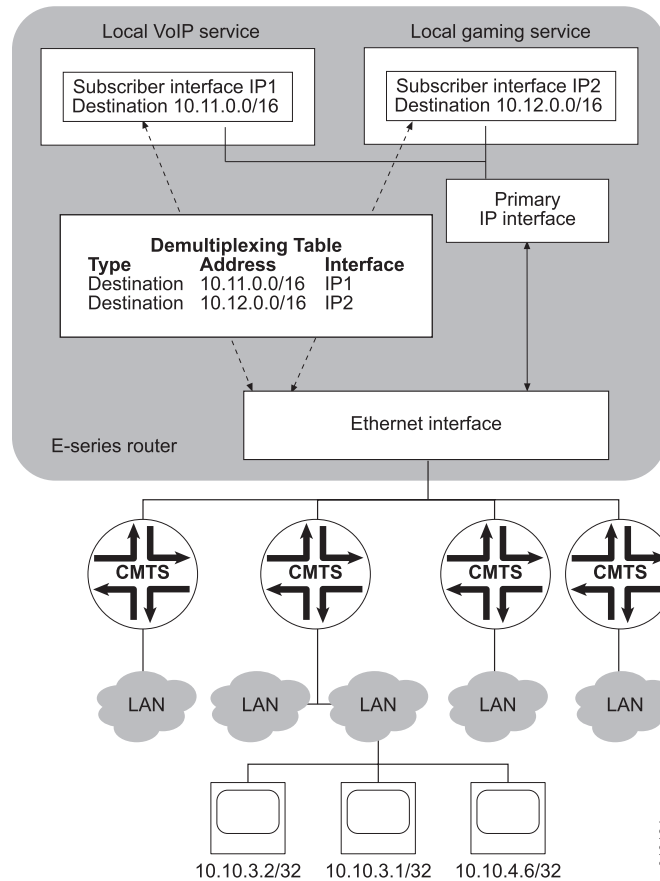 Local VoIP service
Local gaming service
Subscriber interface IP1
Destination 10.11.0.0/16
Subscriber interface IP2
Destination 10.12.0.0/16
Primary
IP interface
Demultiplexing Table
Type Address Interface
Destination 10.11.0.0/16 IP1
Destination 10.12.0.0/16 IP2
Ethernet interface
E-series router
CMTS
CMTS
CMTS
CMTS
LAN
LAN
LAN
LAN
LAN
10.10.3.2/32
10.10.3.1/32
10.10.4.6/32